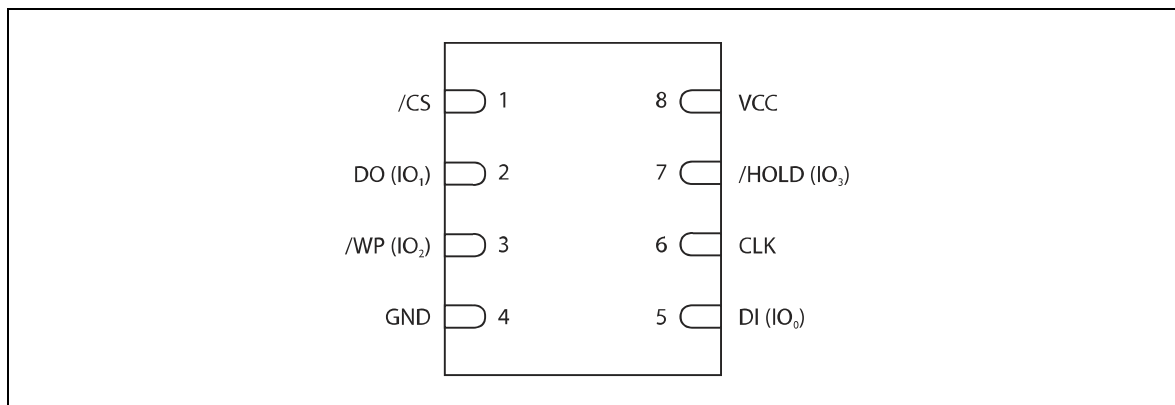 /CS 1 8 VCC
DO (IO₁) 2 7 /HOLD (IO₃)
/WP (IO₂) 3 6 CLK
GND 4 5 DI (IO₀)